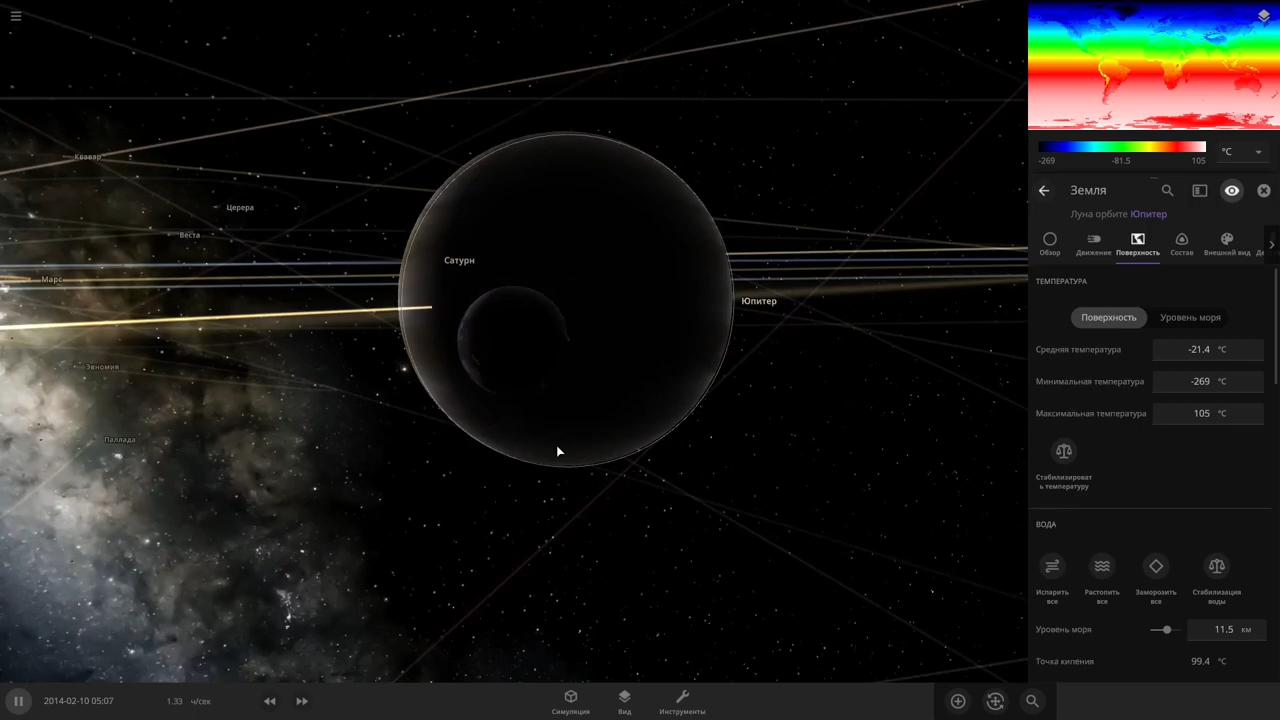 Квавар
Церера
Веста
Марс
Сатурн
Юпитер
Эвномия
Паллада
-269
-81.5
105
°C
Земля
Луна орбите Юпитер
Обзор
Движение
Поверхность
Состав
Внешний вид
Де
ТЕМПЕРАТУРА
Поверхность
Уровень моря
Средняя температура
-21.4 °C
Минимальная температура
-269 °C
Максимальная температура
105 °C
Стабилизироват
ь температуру
ВОДА
Испарить
все
Растопить
все
Заморозить
все
Стабилизация
воды
Уровень моря
11.5 км
Точка кипения
99.4 °C
2014-02-10 05:07
1.33 ч/сек
Симуляция
Вид
Инструменты